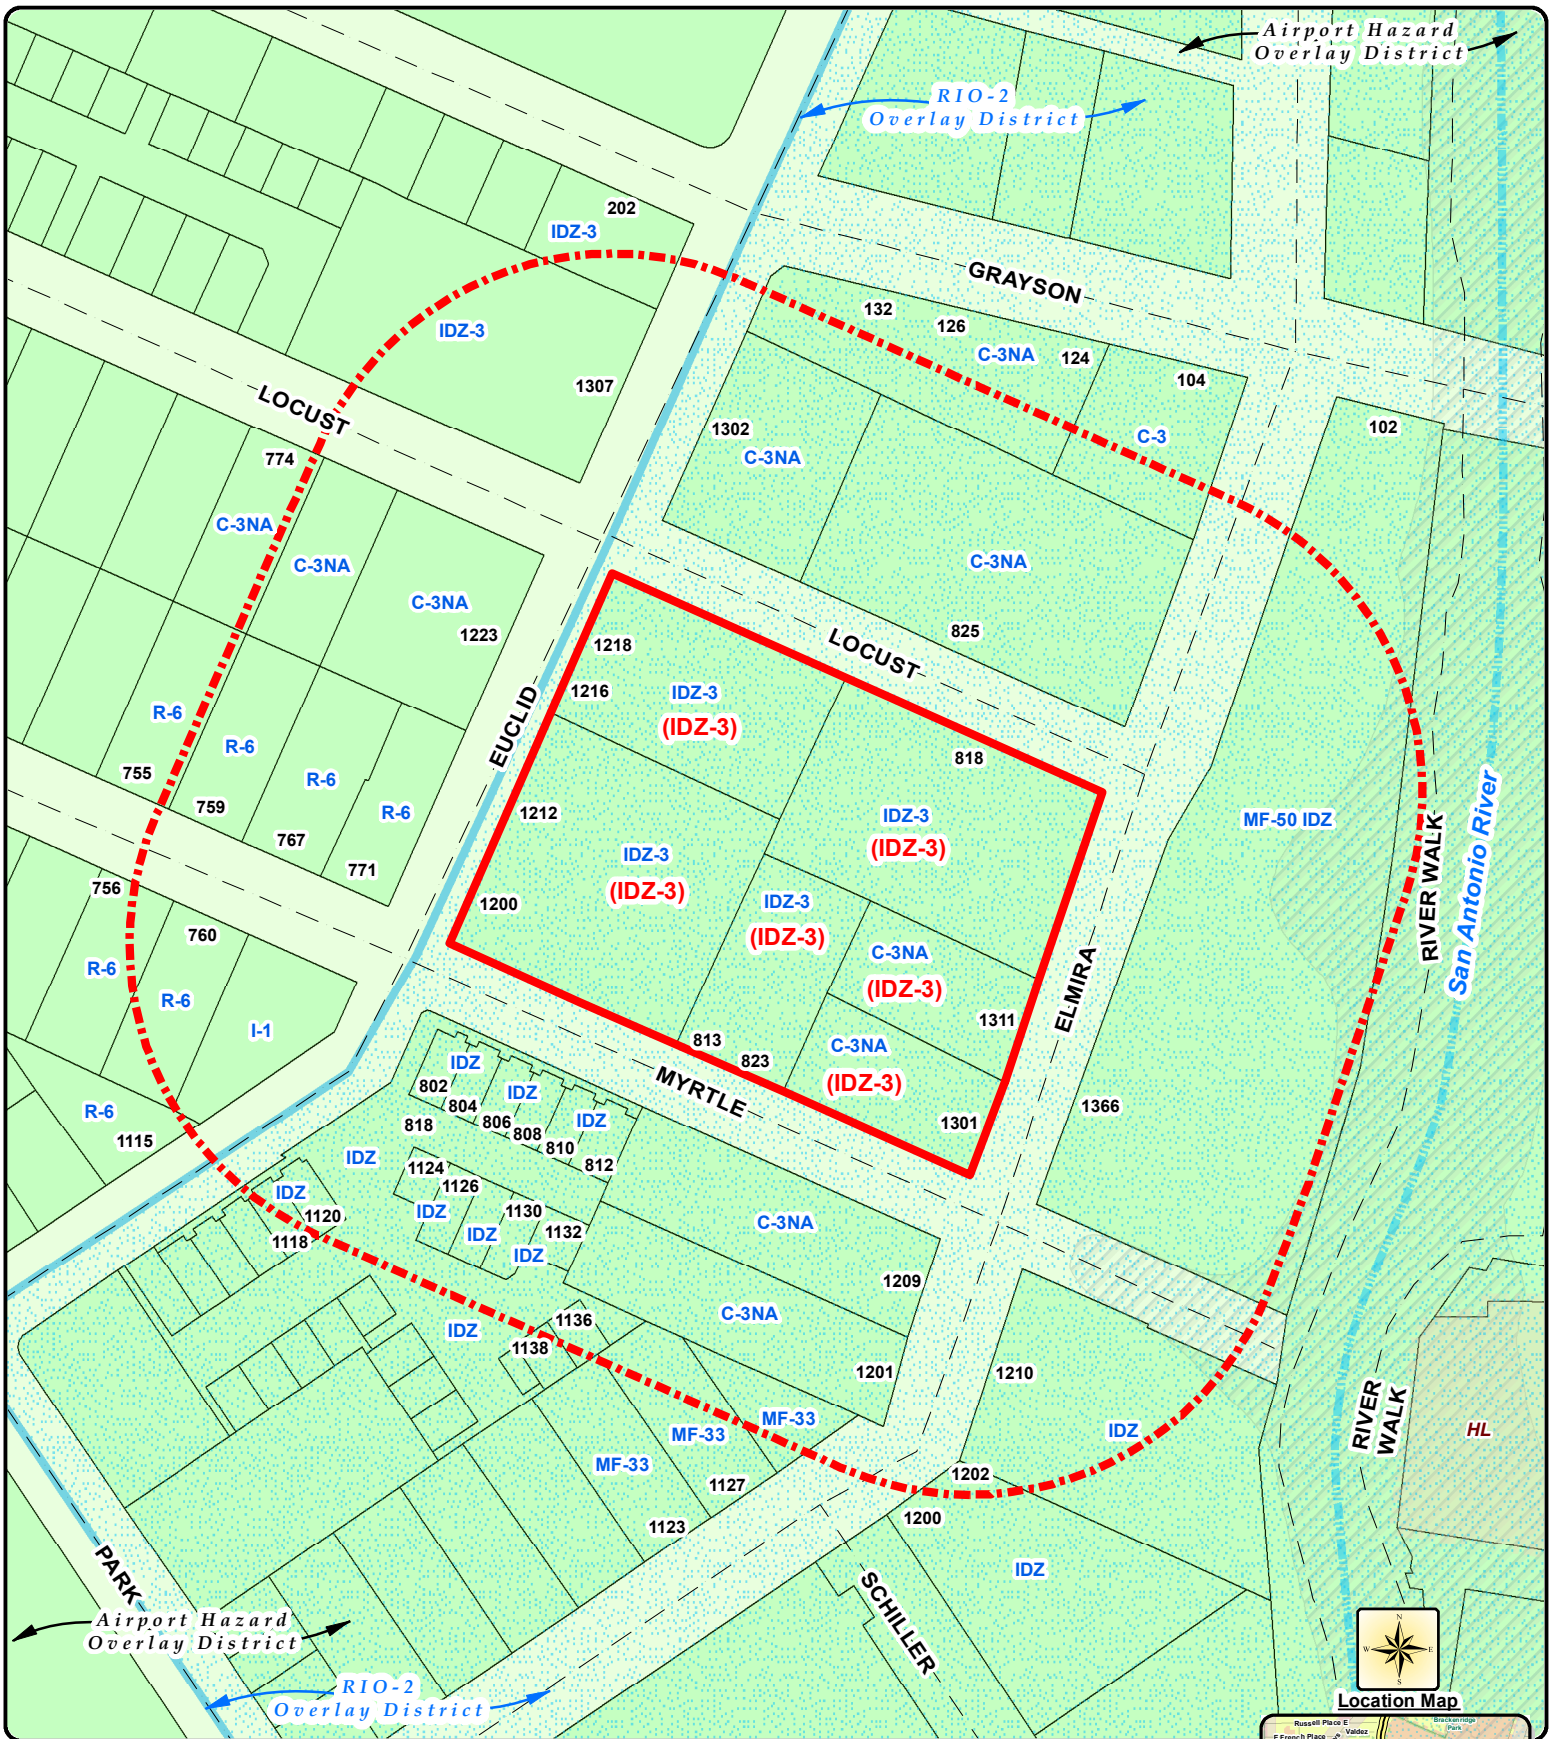 Airport Hazard
Overlay District
RIO-2
Overlay District
202
IDZ-3
GRAYSON
132
126
C-3NA
124
104
IDZ-3
1307
C-3
LOCUST
1302
C-3NA
102
774
C-3NA
C-3NA
C-3NA
C-3NA
1223
825
LOCUST
1218
1216
IDZ-3
(IDZ-3)
EUCLID
R-6
R-6
R-6
R-6
755
759
767
771
818
1212
IDZ-3
(IDZ-3)
IDZ-3
(IDZ-3)
MF-50 IDZ
RIVER WALK
San Antonio River
1200
IDZ-3
(IDZ-3)
756
760
R-6
R-6
I-1
C-3NA
(IDZ-3)
1311
ELMIRA
813
823
C-3NA
(IDZ-3)
1301
MYRTLE
1366
R-6
1115
IDZ
802
804
IDZ
806
808
IDZ
810
812
818
IDZ
1124
1126
IDZ
1130
IDZ
1132
IDZ
IDZ
1120
1118
C-3NA
1209
C-3NA
1201
IDZ
1136
1138
1210
IDZ
MF-33
MF-33
MF-33
1127
1123
1202
1200
IDZ
RIVER
WALK
HL
PARK
SCHILLER
Airport Hazard
Overlay District
RIO-2
Overlay District
N
W
E
S
Location Map
Russell Place E
Valdez
E French Place
Brackenridge
Park